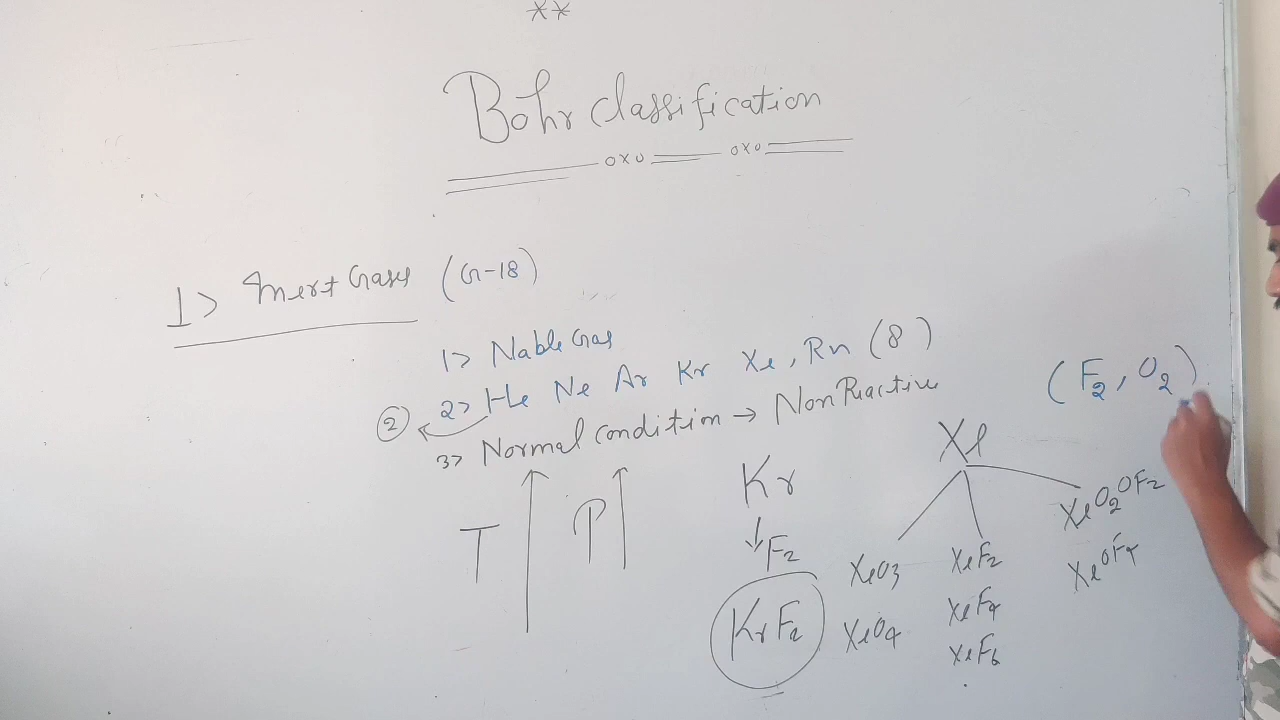 **
Bohr classification
oxo oxo
1> Inert Gases (G-18)
1> Nable Gas
2> He Ne Ar Kr Xe, Rn (8)
②
3> Normal condition → Non Reactive
(F2, O2)
T P
Kr
↓ F2
KrF2
Xe
XeO3
XeO4
XeF2
XeF4
XeF6
XeO2OF2
XeOF4